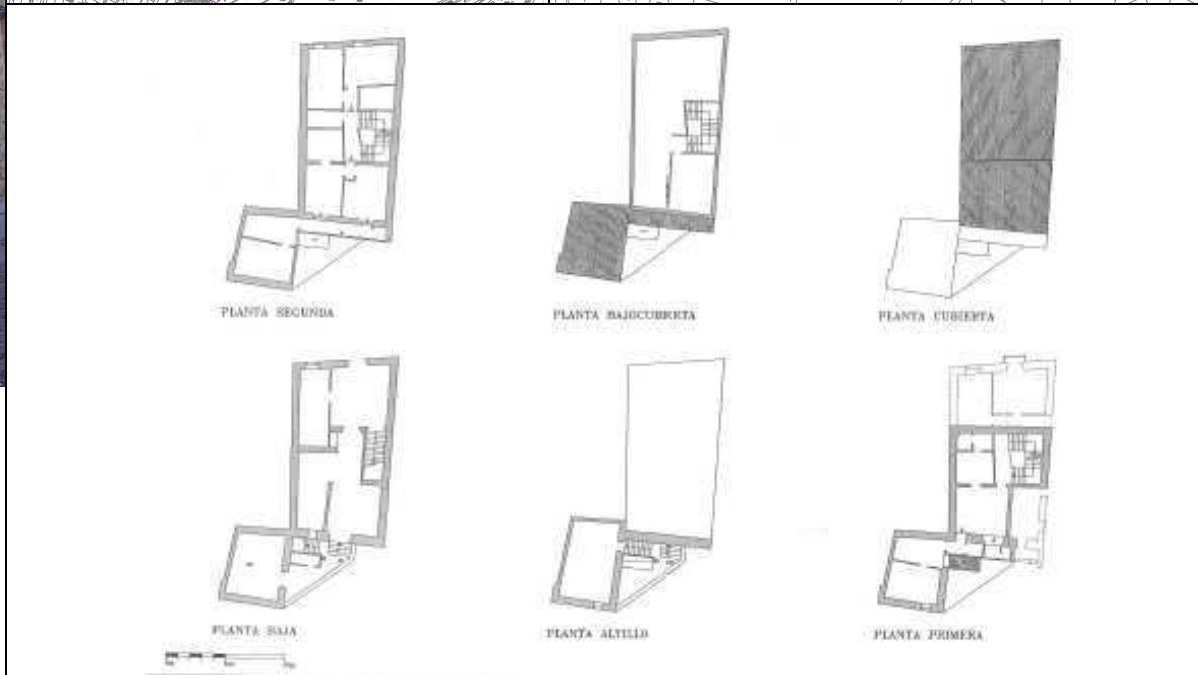 PLANTA SEGUNDA
PLANTA BAJOCUBIERTA
PLANTA CUBIERTA
PLANTA BAJA
PLANTA ALTILLO
PLANTA PRIMERA